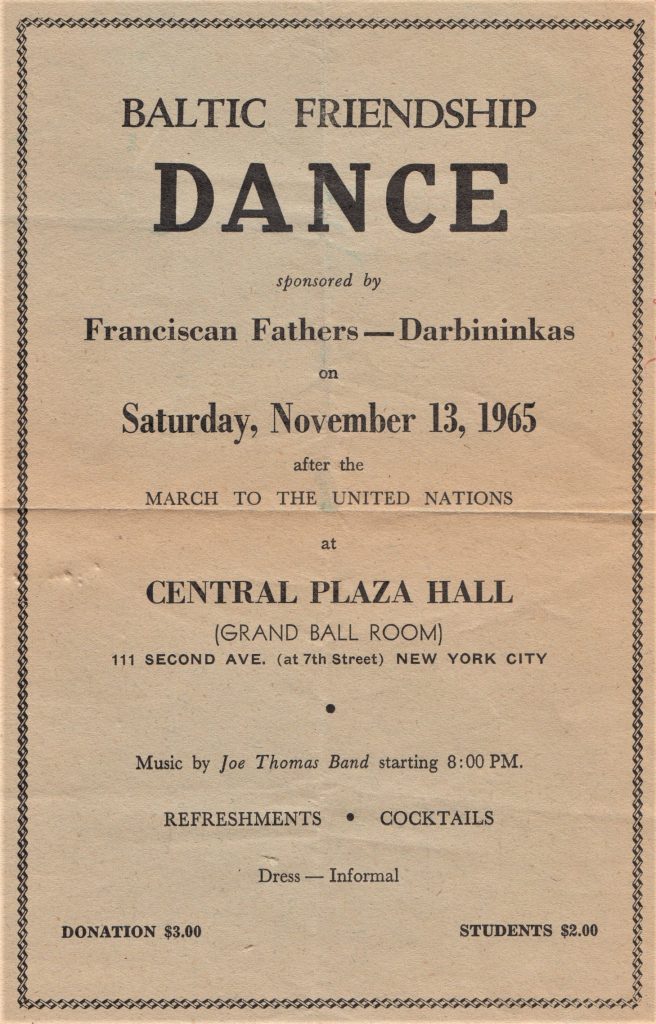 BALTIC FRIENDSHIP
DANCE
sponsored by
Franciscan Fathers — Darbininkas
on
Saturday, November 13, 1965
after the
MARCH TO THE UNITED NATIONS
at
CENTRAL PLAZA HALL
(GRAND BALL ROOM)
111 SECOND AVE. (at 7th Street) NEW YORK CITY
•
Music by Joe Thomas Band starting 8:00 PM.
REFRESHMENTS • COCKTAILS
Dress — Informal
DONATION $3.00 STUDENTS $2.00